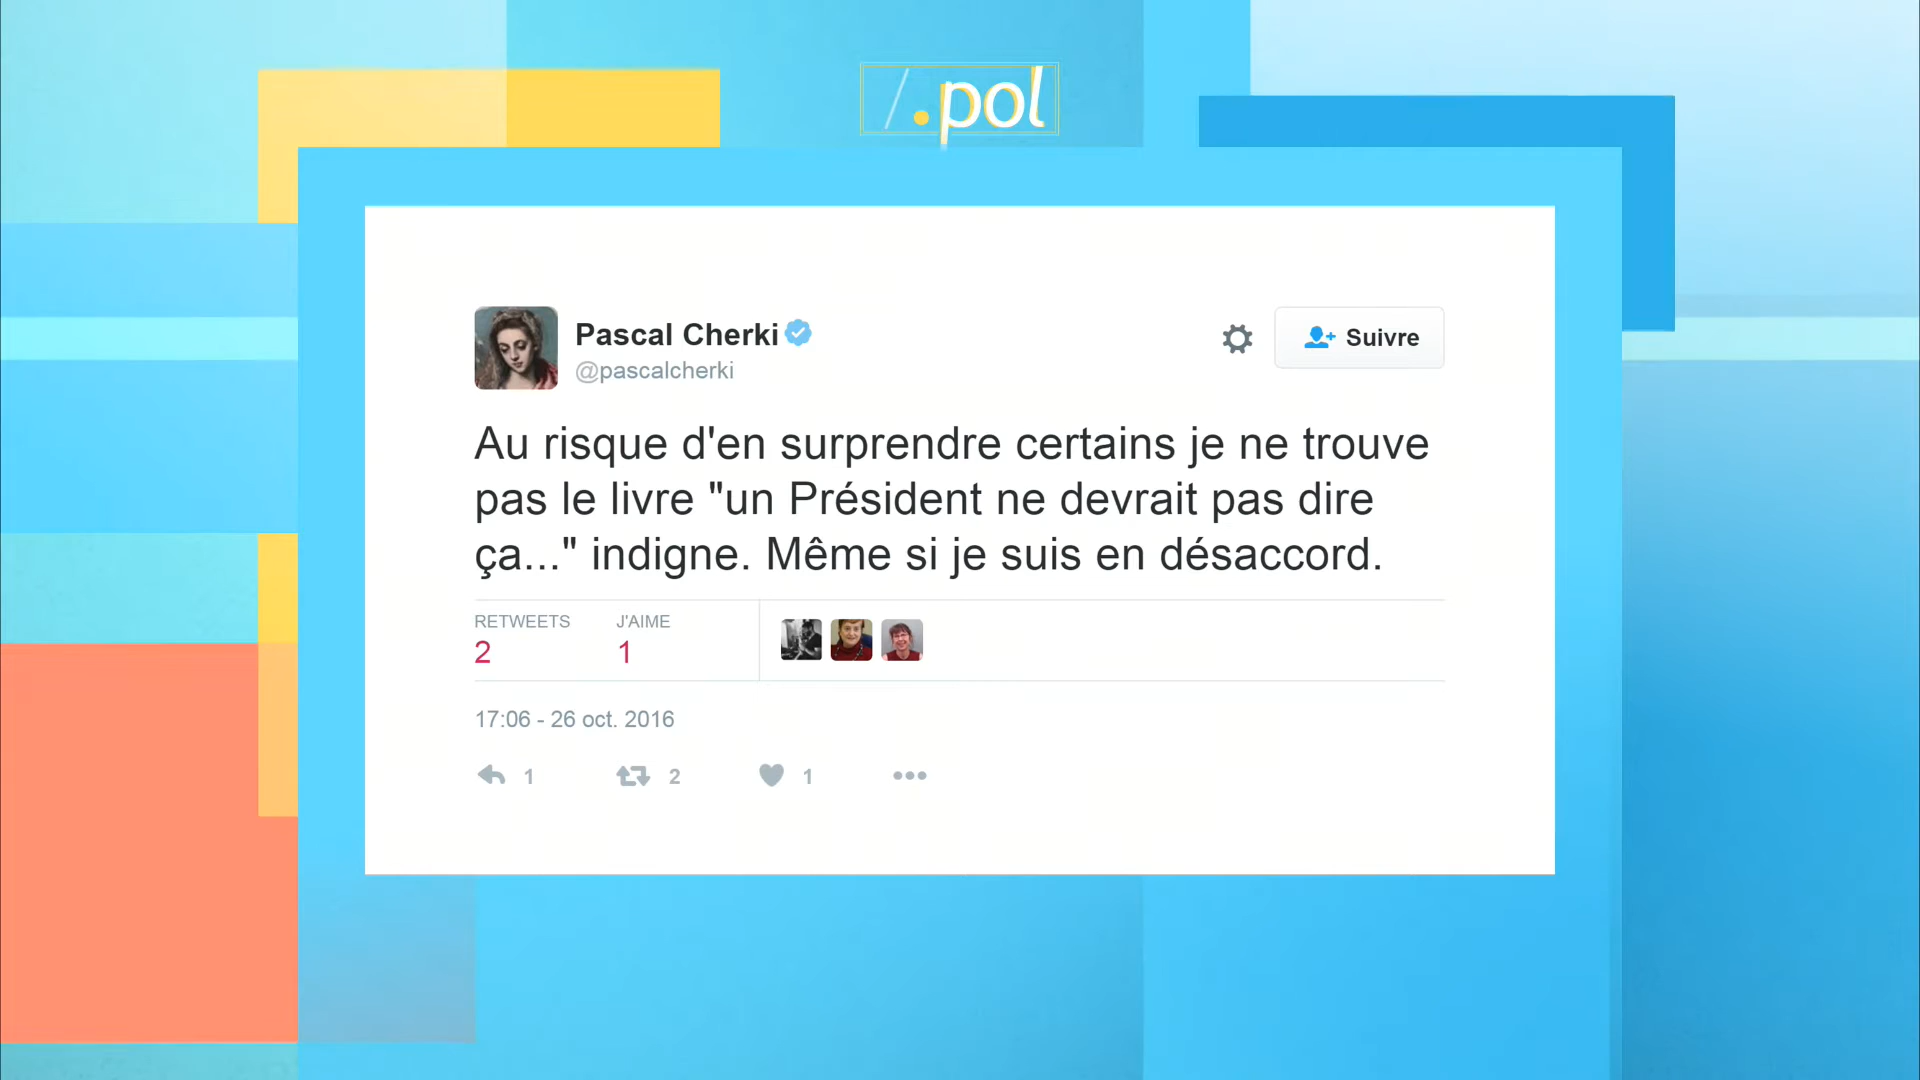 /.pol
Pascal Cherki
@pascalcherki
Suivre
Au risque d'en surprendre certains je ne trouve
pas le livre "un Président ne devrait pas dire
ça..." indigne. Même si je suis en désaccord.
RETWEETS J'AIME
2 1
17:06 - 26 oct. 2016
1 2 1